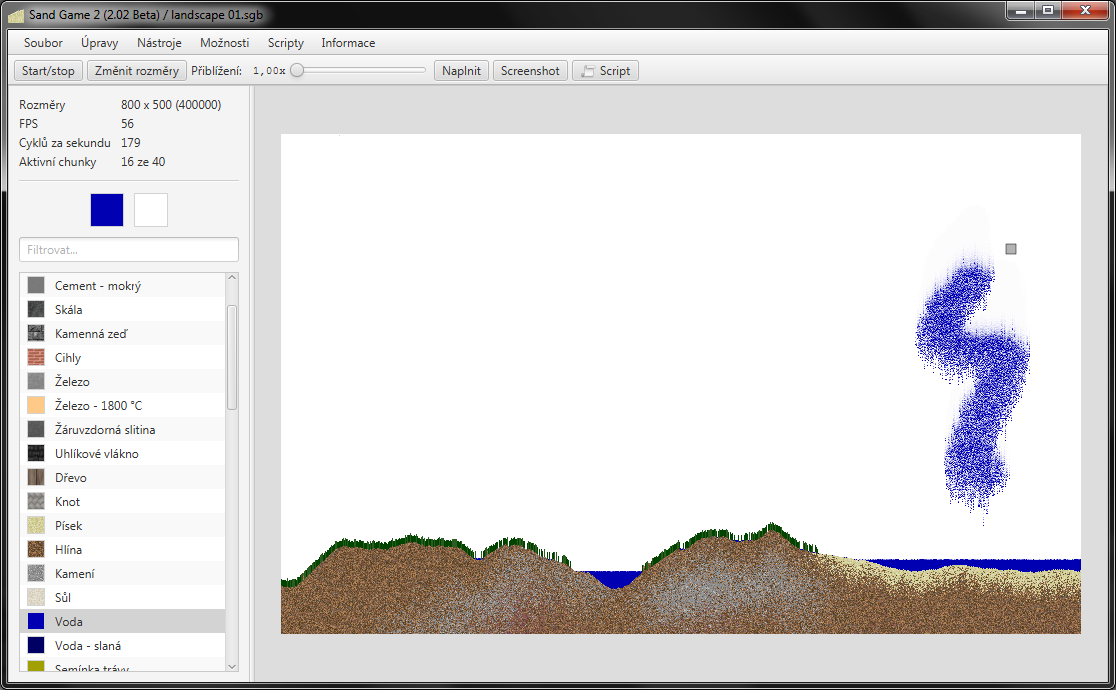 Sand Game 2 (2.02 Beta) / landscape 01.sgb
Soubor Úpravy Nástroje Možnosti Scripty Informace
Start/stop Změnit rozměry Přiblížení: 1,00x Naplnit Screenshot Script
Rozměry 800 x 500 (400000)
FPS 56
Cyklů za sekundu 179
Aktivní chunky 16 ze 40
Filtrovat...
Cement - mokrý
Skála
Kamenná zeď
Cihly
Železo
Železo - 1800 °C
Žáruvzdorná slitina
Uhlíkové vlákno
Dřevo
Knot
Písek
Hlína
Kamení
Sůl
Voda
Voda - slaná
Semínka trávy